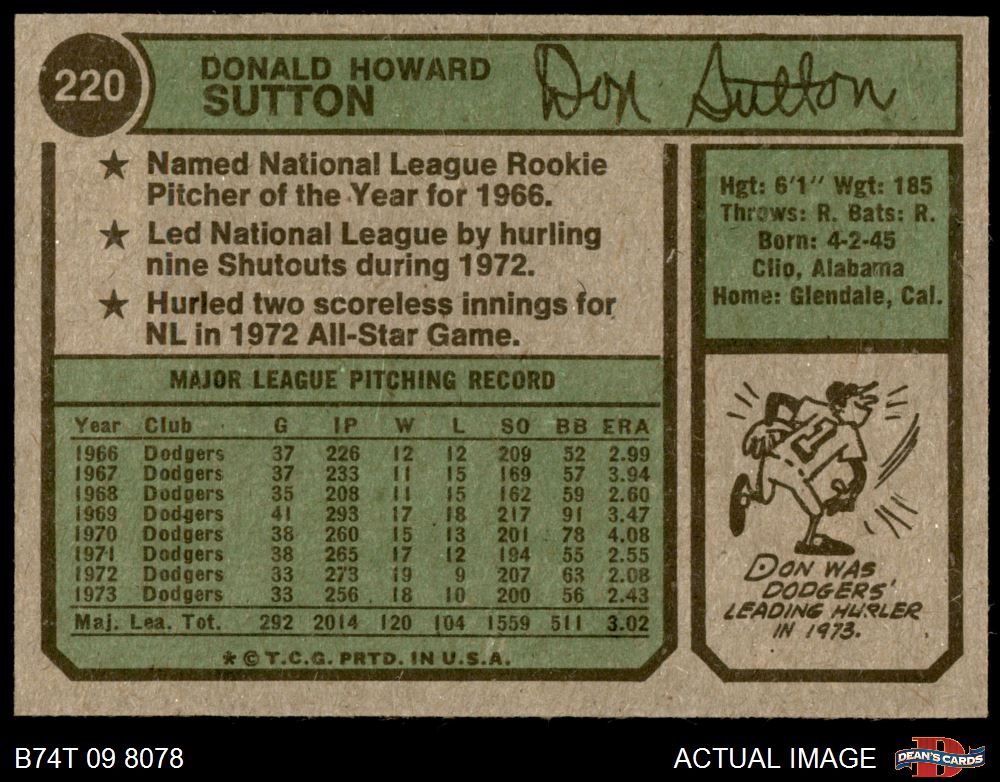 220
DONALD HOWARD
SUTTON
Don Sutton
★ Named National League Rookie
Pitcher of the Year for 1966.
★ Led National League by hurling
nine Shutouts during 1972.
★ Hurled two scoreless innings for
NL in 1972 All-Star Game.
Hgt: 6'1" Wgt: 185
Throws: R. Bats: R.
Born: 4-2-45
Clio, Alabama
Home: Glendale, Cal.
MAJOR LEAGUE PITCHING RECORD
Year Club G IP W L SO BB ERA
1966 Dodgers 37 226 12 12 209 52 2.99
1967 Dodgers 37 233 11 15 169 57 3.94
1968 Dodgers 35 208 11 15 162 59 2.60
1969 Dodgers 41 293 17 18 217 91 3.47
1970 Dodgers 38 260 15 13 201 78 4.08
1971 Dodgers 38 265 17 12 194 55 2.55
1972 Dodgers 33 273 19 9 207 63 2.08
1973 Dodgers 33 256 18 10 200 56 2.43
Maj. Lea. Tot. 292 2014 120 104 1559 511 3.02
* © T.C.G. PRTD. IN U.S.A.
1
DON WAS
DODGERS'
LEADING HURLER
IN 1973.
B74T 09 8078
ACTUAL IMAGE
D
DEAN'S CARDS